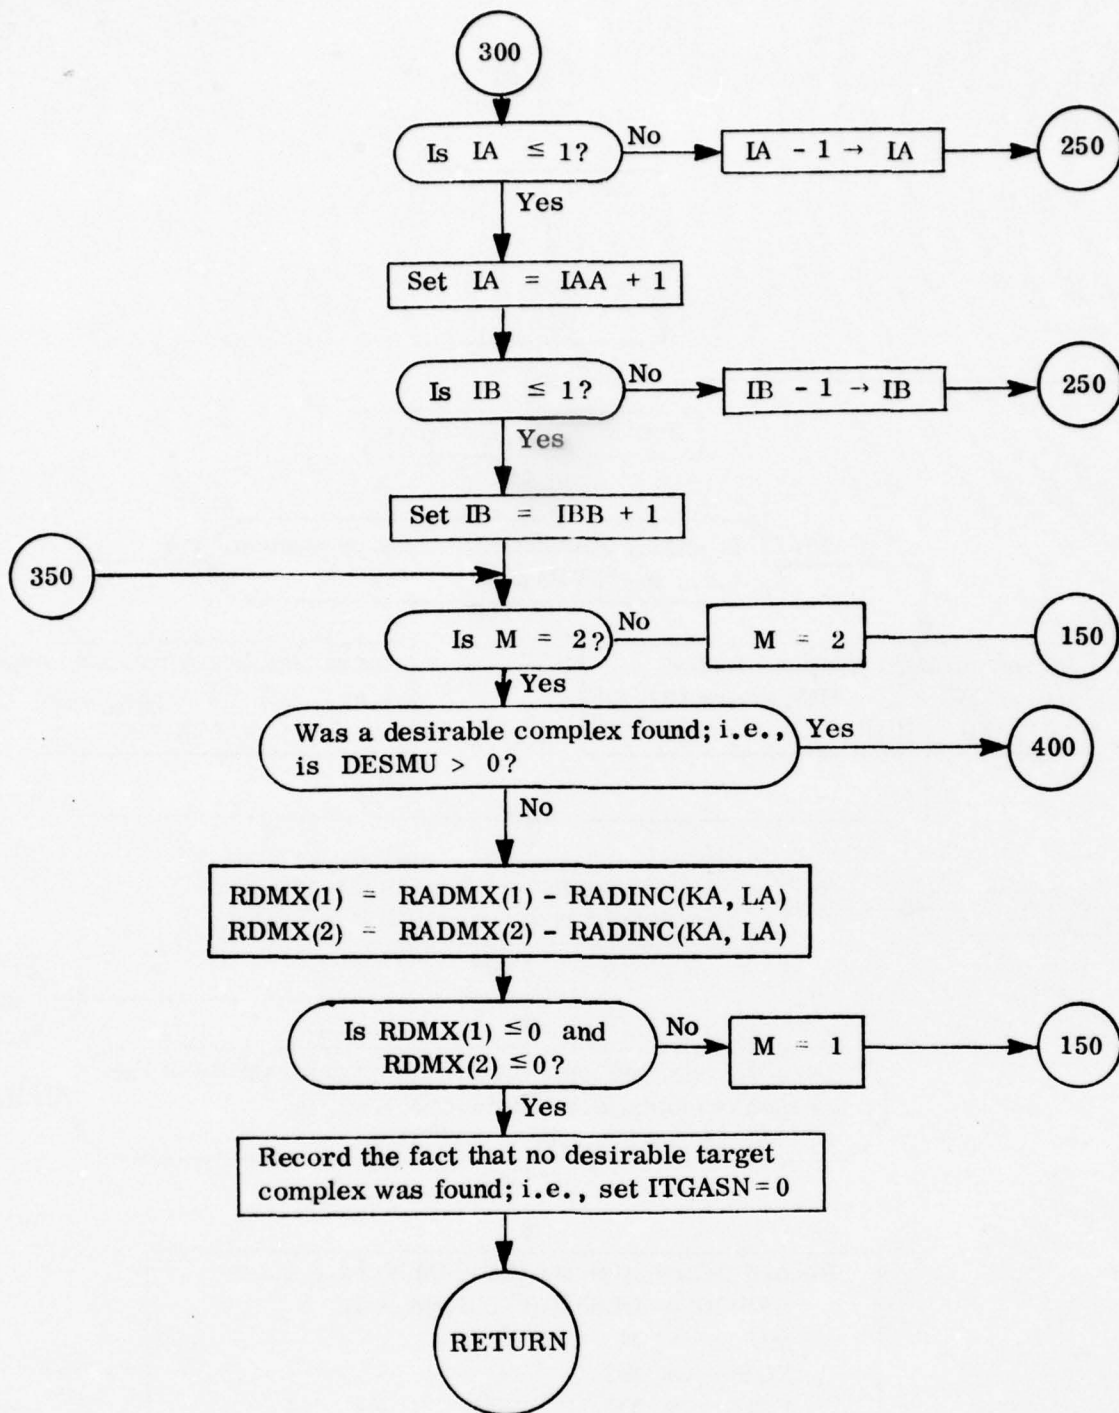 300
Is IA ≤ 1?
No
IA - 1 → IA
250
Yes
Set IA = IAA + 1
Is IB ≤ 1?
No
IB - 1 → IB
250
Yes
Set IB = IBB + 1
350
Is M = 2?
No
M = 2
150
Yes
Was a desirable complex found; i.e.,
is DESMU > 0?
Yes
400
No
RDMX(1) = RADMX(1) - RADINC(KA, LA)
RDMX(2) = RADMX(2) - RADINC(KA, LA)
Is RDMX(1) ≤ 0 and
RDMX(2) ≤ 0?
No
M = 1
150
Yes
Record the fact that no desirable target
complex was found; i.e., set ITGASN = 0
RETURN